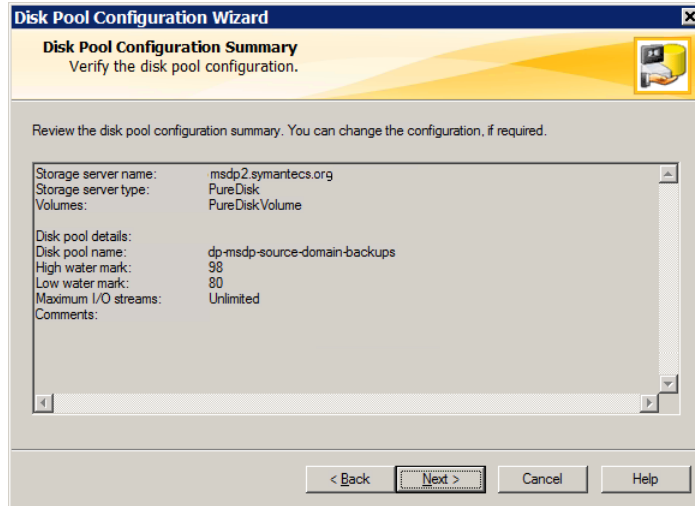 Disk Pool Configuration Wizard
Disk Pool Configuration Summary
Verify the disk pool configuration.
Review the disk pool configuration summary. You can change the configuration, if required.
Storage server name: msdp2.symantecs.org
Storage server type: PureDisk
Volumes: PureDiskVolume
Disk pool details:
Disk pool name: dp-msdp-source-domain-backups
High water mark: 98
Low water mark: 80
Maximum I/O streams: Unlimited
Comments:
< Back Next > Cancel Help